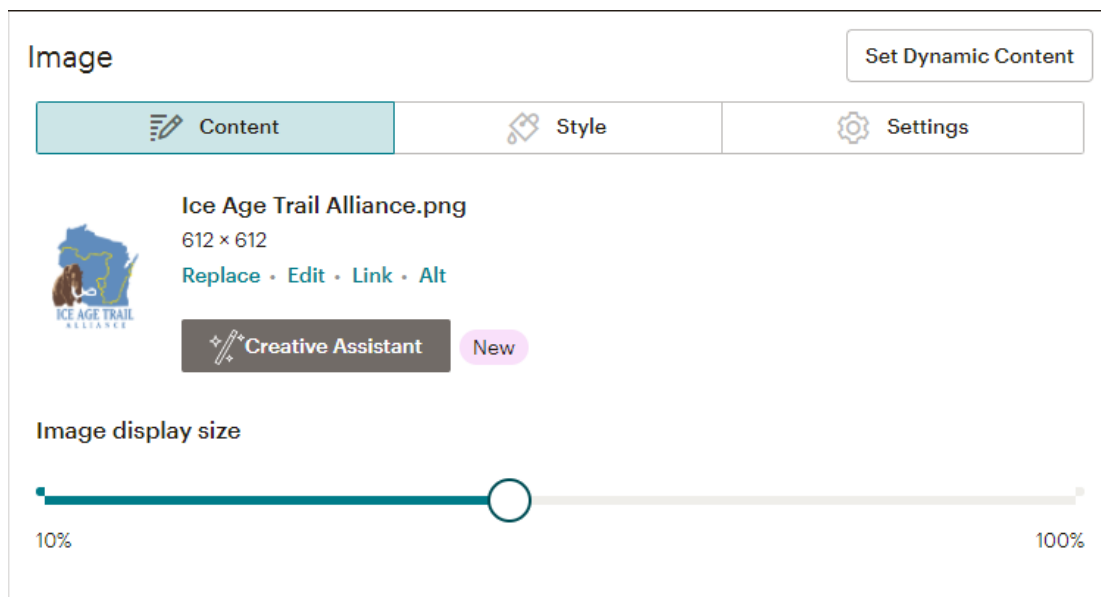 Image
Set Dynamic Content
Content
Style
Settings
Ice Age Trail Alliance.png
612 × 612
Replace • Edit • Link • Alt
ICE AGE TRAIL
ALLIANCE
Creative Assistant
New
Image display size
10%
100%